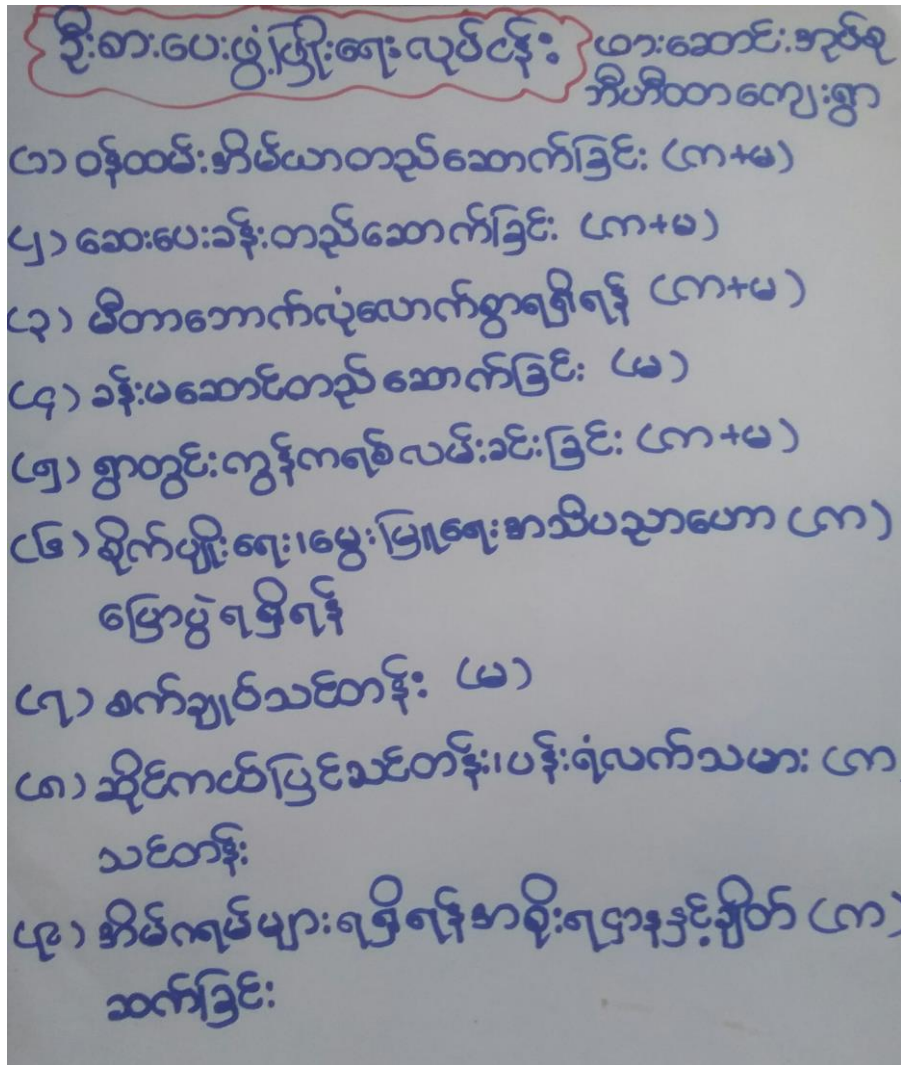 ဦးစားပေးဖွံ့ဖြိုးရေးလုပ်ငန်း ဖားဆောင်းအုပ်စု
ဘီဟီထာကျေးရွာ
(၁) ဝန်ထမ်းအိမ်ယာတည်ဆောက်ခြင်း (က+မ)
(၂) ဆေးပေးခန်းတည်ဆောက်ခြင်း (က+မ)
(၃) မီတာဘောက်လုံလောက်စွာရရှိရန် (က+မ)
(၄) ခန်းမဆောင်တည်ဆောက်ခြင်း (မ)
(၅) ရွာတွင်းကွန်ကရစ်လမ်းခင်းခြင်း (က+မ)
(၆) စိုက်ပျိုးရေး၊မွေးမြူရေးအသိပညာဟော (က)
ပြောပွဲရရှိရန်
(၇) စက်ချုပ်သင်တန်း (မ)
(၈) ဆိုင်ကယ်ပြင်သင်တန်း၊ပန်းရံလက်သမား (က
သင်တန်း
(၉) အိမ်ဂရမ်များရရှိရန်အစိုးရဌာနနှင့်ချိတ် (က)
ဆက်ခြင်း